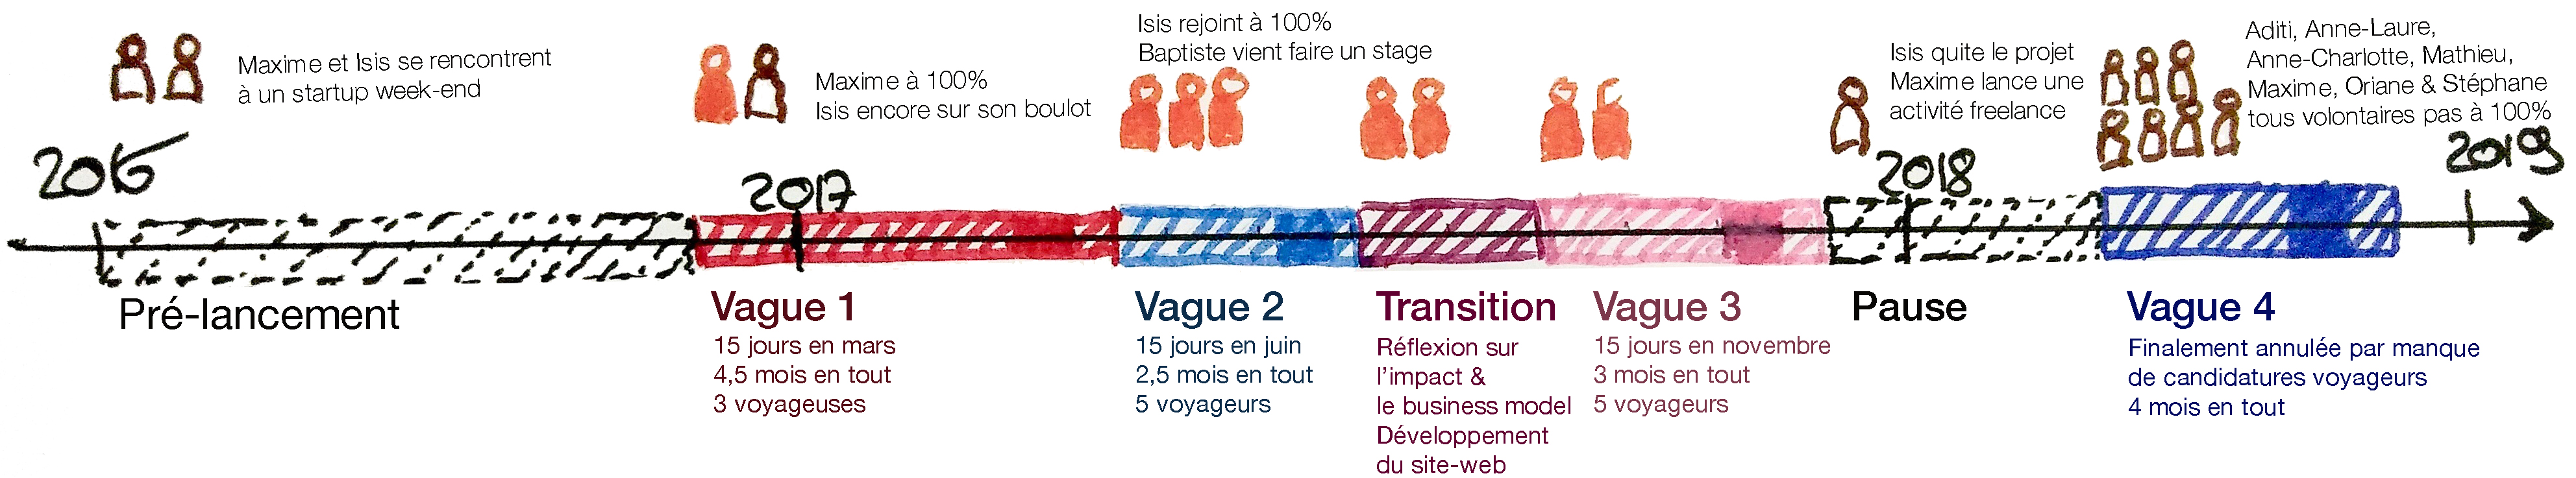 Maxime et Isis se rencontrent
à un startup week-end
Maxime à 100%
Isis encore sur son boulot
Isis rejoint à 100%
Baptiste vient faire un stage
Isis quite le projet
Maxime lance une
activité freelance
Aditi, Anne-Laure,
Anne-Charlotte, Mathieu,
Maxime, Oriane & Stéphane
tous volontaires pas à 100%
2016
2017
2018
2019
Pré-lancement
Vague 1
15 jours en mars
4,5 mois en tout
3 voyageuses
Vague 2
15 jours en juin
2,5 mois en tout
5 voyageurs
Transition
Réflexion sur
l'impact &
le business model
Développement
du site-web
Vague 3
15 jours en novembre
3 mois en tout
5 voyageurs
Pause
Vague 4
Finalement annulée par manque
de candidatures voyageurs
4 mois en tout